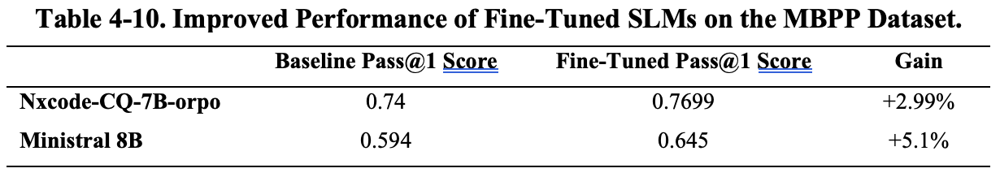 Table 4-10. Improved Performance of Fine-Tuned SLMs on the MBPP Dataset.
Baseline Pass@1 Score Fine-Tuned Pass@1 Score Gain
Nxcode-CQ-7B-orpo 0.74 0.7699 +2.99%
Ministral 8B 0.594 0.645 +5.1%